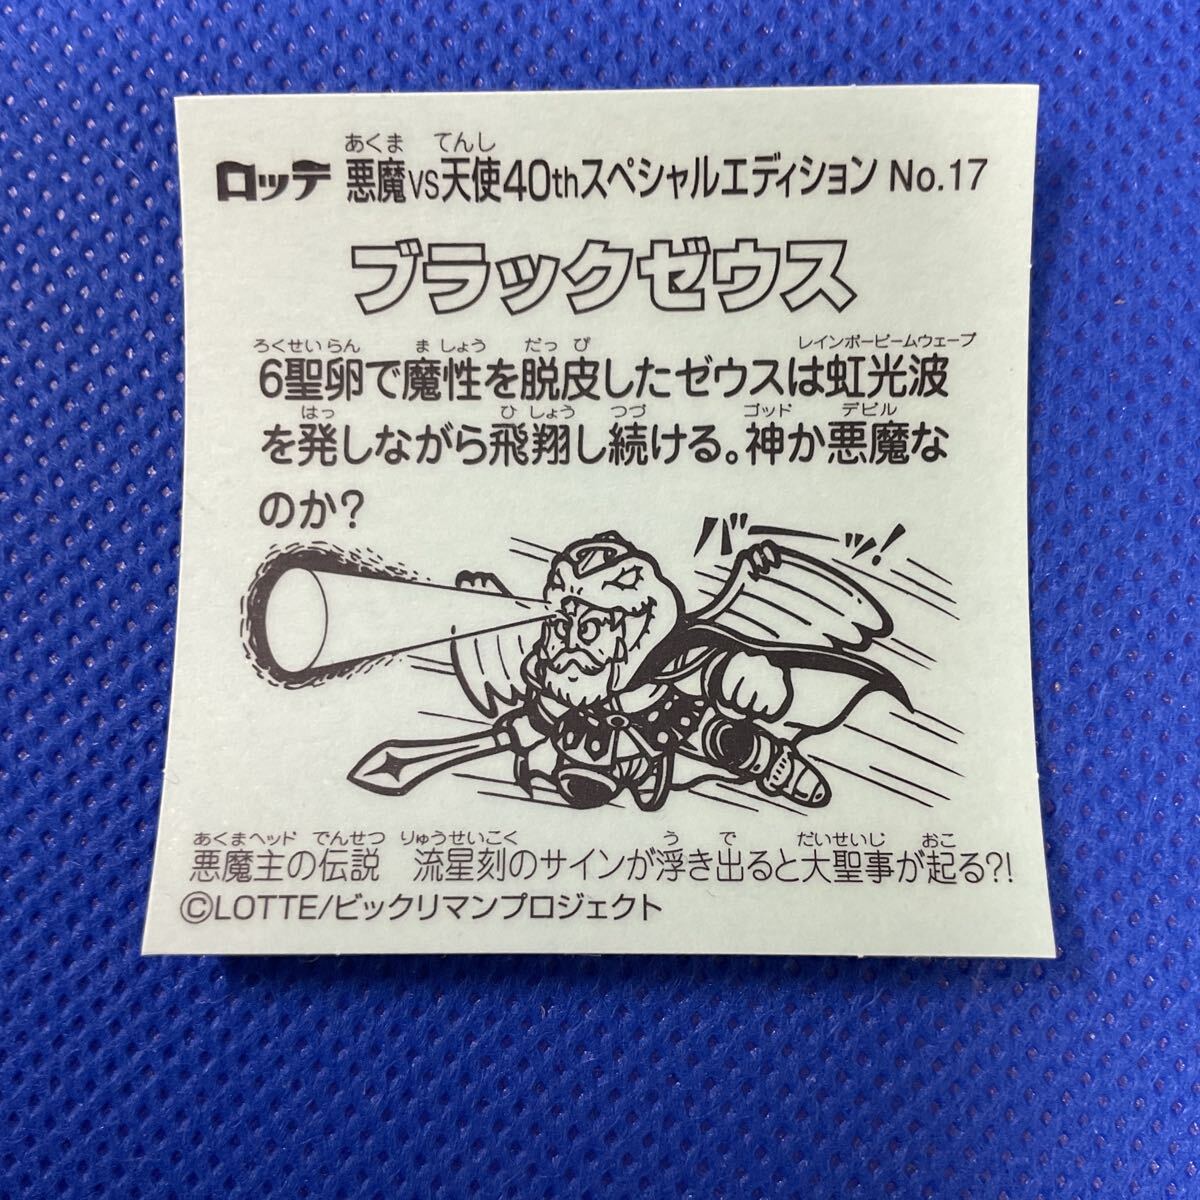 あくま てんし
ロッテ 悪魔VS天使40thスペシャルエディション No.17
ブラックゼウス
ろくせいらん ましょう だっぴ レインボービームウェーブ
6聖卵で魔性を脱皮したゼウスは虹光波
はっ ひしょう つづ ゴッド デビル
を発しながら飛翔し続ける。神か悪魔な
のか?
バーッ!
あくまヘッド でんせつ りゅうせいこく う で だいせいじ おこ
悪魔主の伝説 流星刻のサインが浮き出ると大聖事が起る?!
©LOTTE/ビックリマンプロジェクト